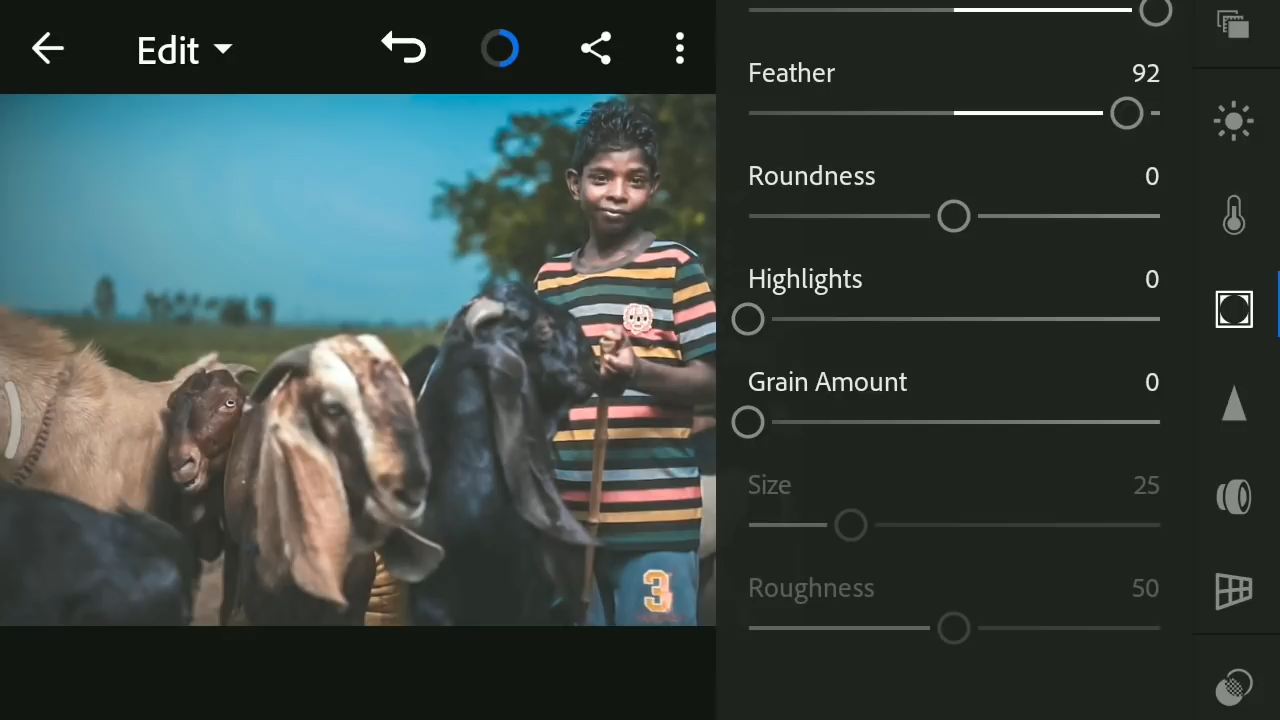 Edit
Feather 92
Roundness 0
Highlights 0
Grain Amount 0
Size 25
Roughness 50
3